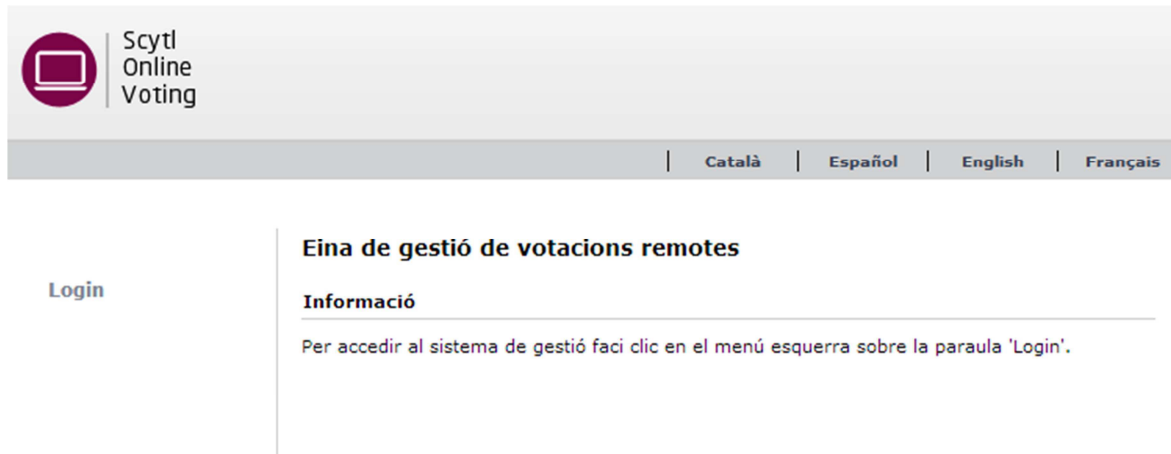 Scytl
Online
Voting
Català | Español | English | Français
Login
Eina de gestió de votacions remotes
Informació
Per accedir al sistema de gestió faci clic en el menú esquerra sobre la paraula 'Login'.